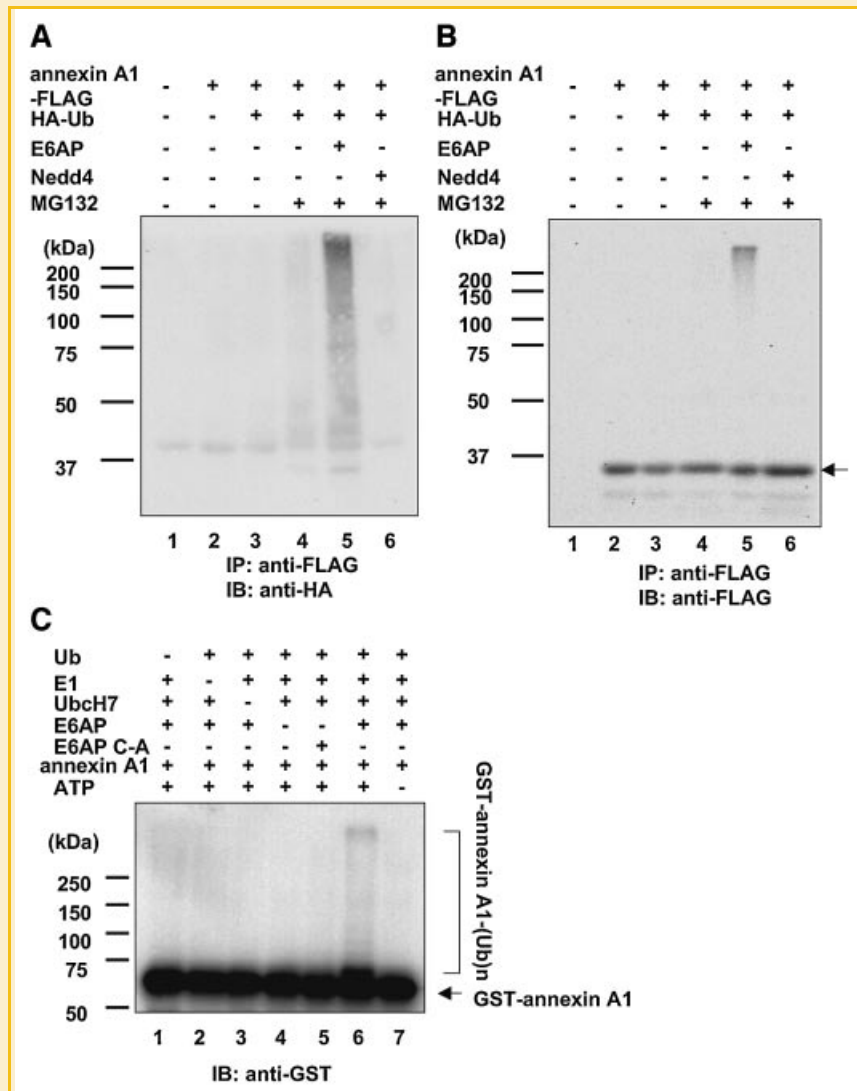 A
annexin A1 - + + + + +
-FLAG
HA-Ub - - + + + +
E6AP - - - - + -
Nedd4 - - - - - +
MG132 - - - + + +
(kDa)
200
150
100
75
50
37
1 2 3 4 5 6
IP: anti-FLAG
IB: anti-HA
B
annexin A1 - + + + + +
-FLAG
HA-Ub - - + + + +
E6AP - - - - + -
Nedd4 - - - - - +
MG132 - - - + + +
(kDa)
200
150
100
75
50
37
1 2 3 4 5 6
IP: anti-FLAG
IB: anti-FLAG
C
Ub - + + + + + +
E1 + - + + + + +
UbcH7 + + - + + + +
E6AP + + + - - + +
E6AP C-A - - - - + - -
annexin A1 + + + + + + +
ATP + + + + + + -
(kDa)
250
150
100
75
50
GST-annexin A1-(Ub)n
GST-annexin A1
1 2 3 4 5 6 7
IB: anti-GST